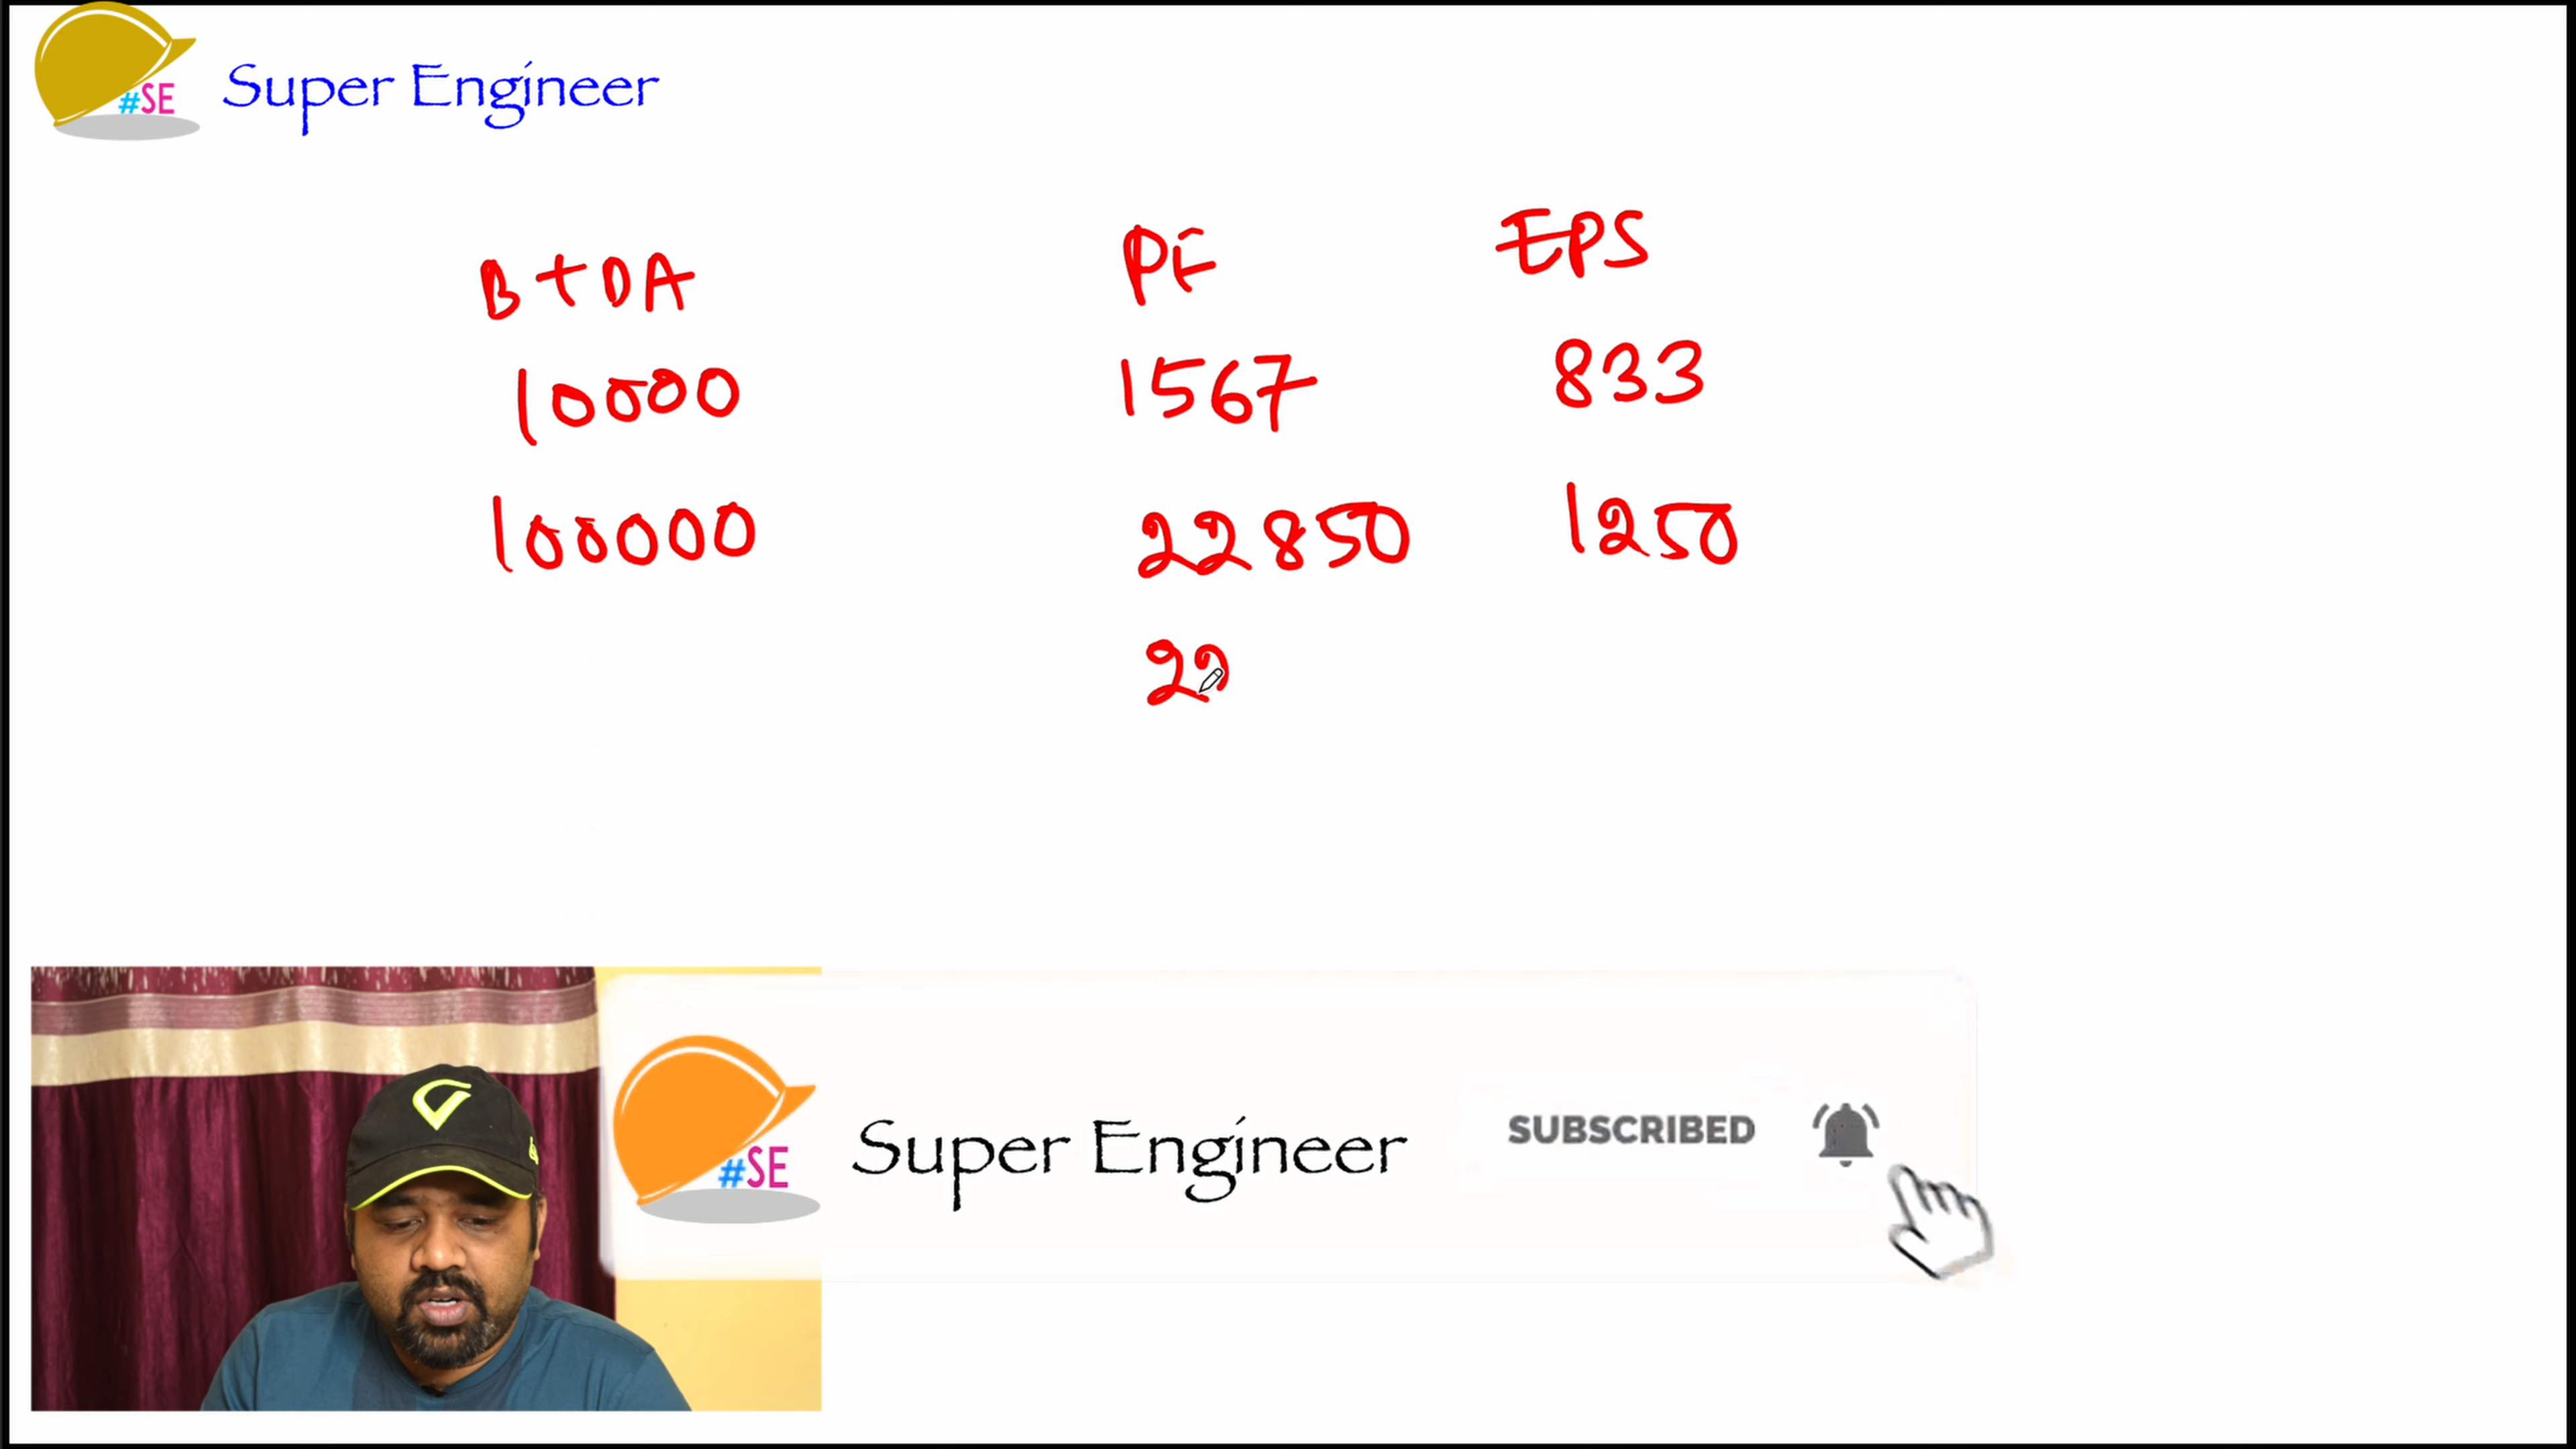 #SE Super Engineer
B+DA PF EPS
10000 1567 833
100000 22850 1250
22
#SE Super Engineer SUBSCRIBED